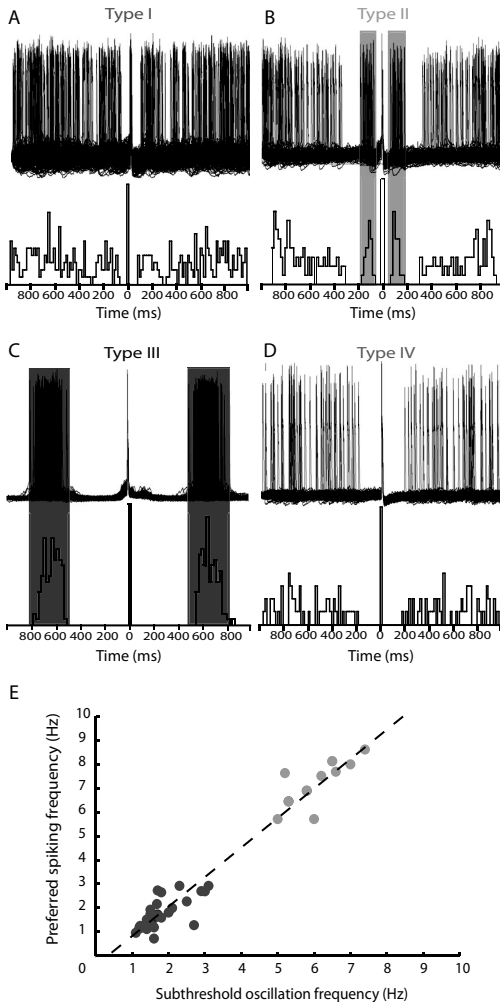 A
Type I
800 600 400 200 0 200 400 600 800
Time (ms)
B
Type II
800 600 400 200 0 200 400 600 800
Time (ms)
C
Type III
800 600 400 200 0 200 400 600 800
Time (ms)
D
Type IV
800 600 400 200 0 200 400 600 800
Time (ms)
E
Preferred spiking frequency (Hz)
10
9
8
7
6
5
4
3
2
1
0 1 2 3 4 5 6 7 8 9 10
Subthreshold oscillation frequency (Hz)